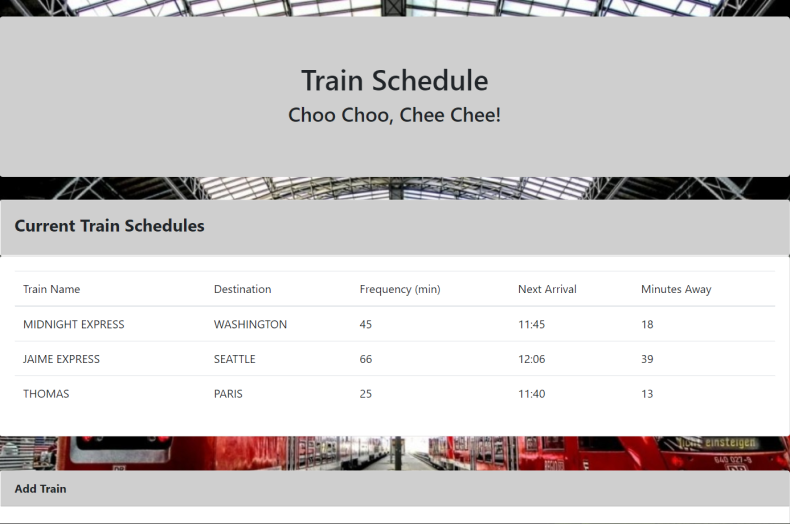 Train Schedule
Choo Choo, Chee Chee!
Current Train Schedules
Train Name Destination Frequency (min) Next Arrival Minutes Away
MIDNIGHT EXPRESS WASHINGTON 45 11:45 18
JAIME EXPRESS SEATTLE 66 12:06 39
THOMAS PARIS 25 11:40 13
Nicht einsteigen
Add Train